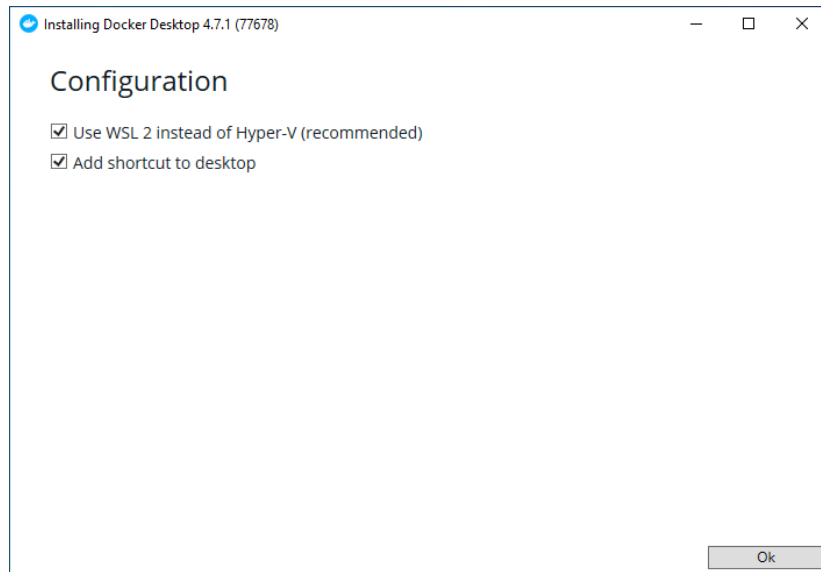 Installing Docker Desktop 4.7.1 (77678)
Configuration
Use WSL 2 instead of Hyper-V (recommended)
Add shortcut to desktop
Ok